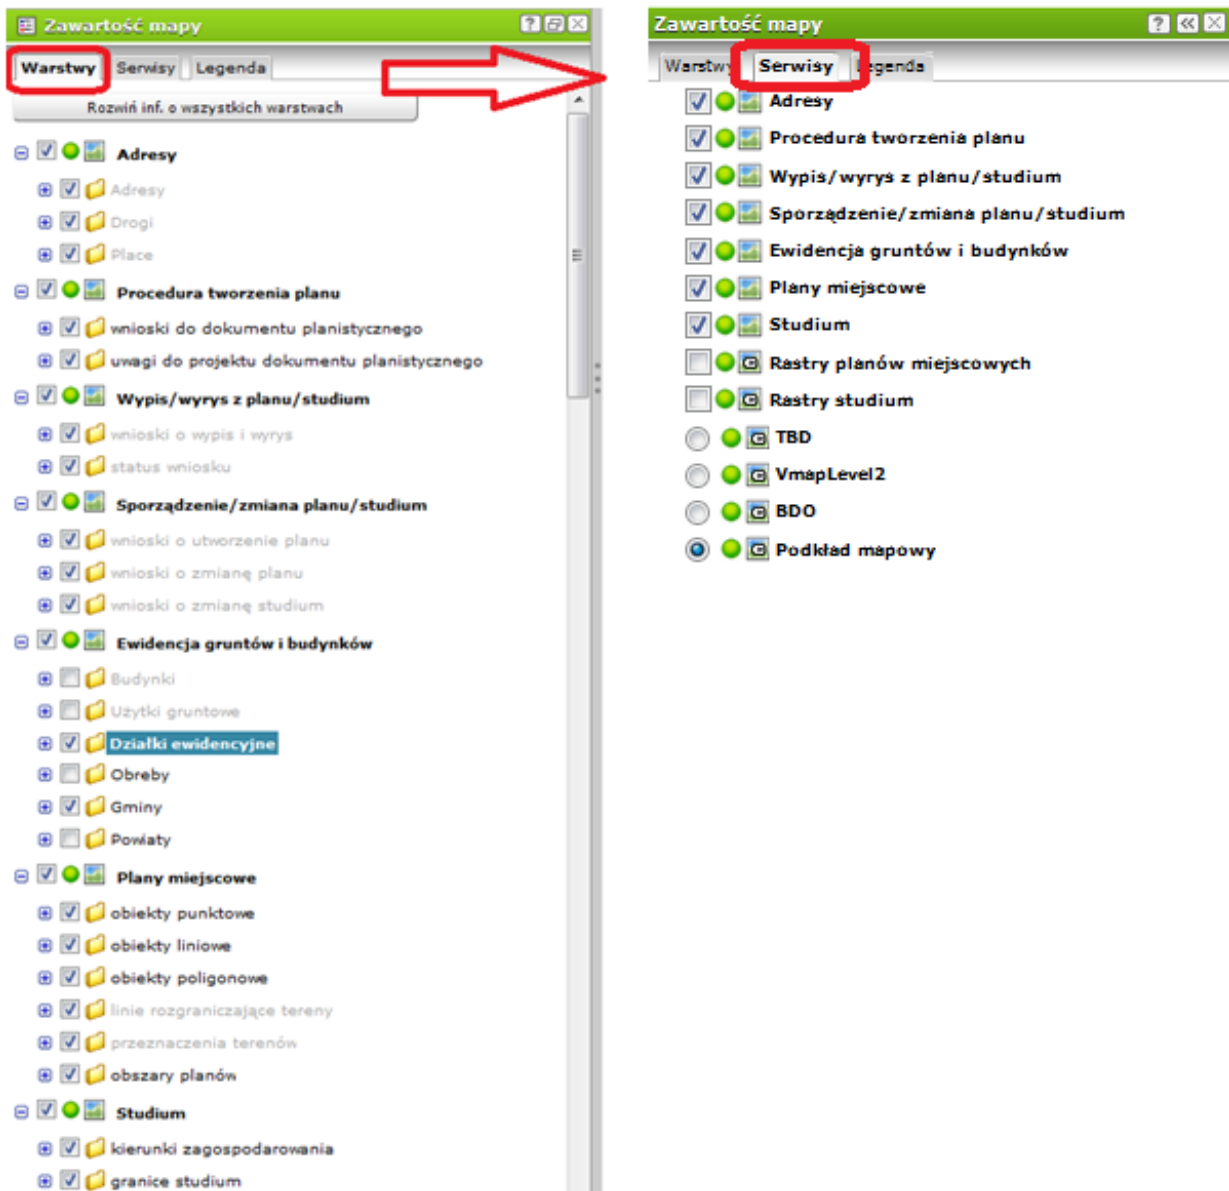 Zawartość mapy
Warstwy Serwisy Legenda
Rozwiń inf. o wszystkich warstwach
Adresy
Adresy
Drogi
Place
Procedura tworzenia planu
wnioski do dokumentu planistycznego
uwagi do projektu dokumentu planistycznego
Wypis/wyrys z planu/studium
wnioski o wypis i wyrys
status wniosku
Sporządzenie/zmiana planu/studium
wnioski o utworzenie planu
wnioski o zmianę planu
wnioski o zmianę studium
Ewidencja gruntów i budynków
Budynki
Użytki gruntowe
Działki ewidencyjne
Obreby
Gminy
Powiaty
Plany miejscowe
obiekty punktowe
obiekty liniowe
obiekty poligonowe
linie rozgraniczające tereny
przeznaczenia terenów
obszary planów
Studium
kierunki zagospodarowania
granice studium
Zawartość mapy
Warstwy Serwisy Legenda
Adresy
Procedura tworzenia planu
Wypis/wyrys z planu/studium
Sporządzenie/zmiana planu/studium
Ewidencja gruntów i budynków
Plany miejscowe
Studium
Rastry planów miejscowych
Rastry studium
TBD
VmapLevel2
BDO
Podkład mapowy